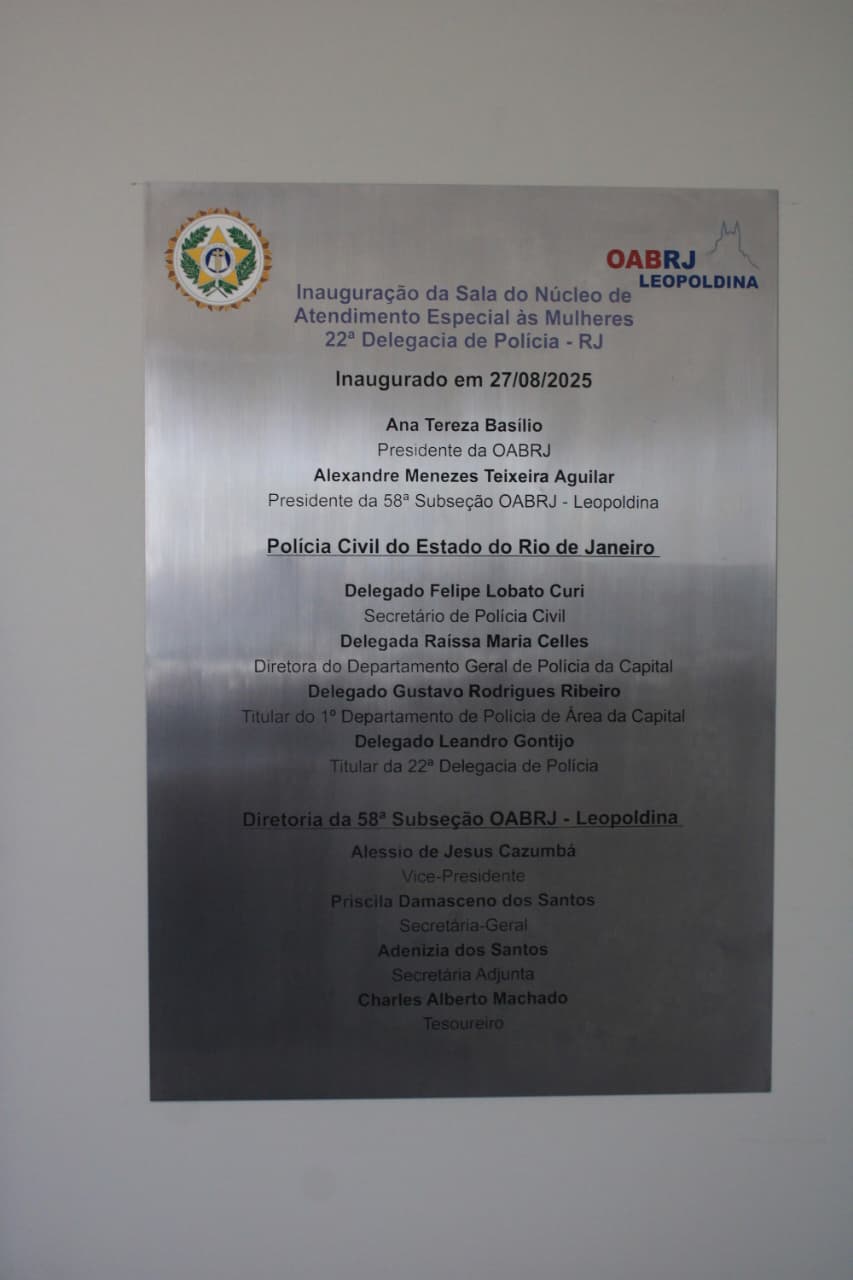 OABRJ
LEOPOLDINA
Inauguração da Sala do Núcleo de
Atendimento Especial às Mulheres
22ª Delegacia de Polícia - RJ
Inaugurado em 27/08/2025
Ana Tereza Basílio
Presidente da OABRJ
Alexandre Menezes Teixeira Aguilar
Presidente da 58ª Subseção OABRJ - Leopoldina
Polícia Civil do Estado do Rio de Janeiro
Delegado Felipe Lobato Curi
Secretário de Polícia Civil
Delegada Raíssa Maria Celles
Diretora do Departamento Geral de Polícia da Capital
Delegado Gustavo Rodrigues Ribeiro
Titular do 1º Departamento de Polícia de Área da Capital
Delegado Leandro Gontijo
Titular da 22ª Delegacia de Polícia
Diretoria da 58ª Subseção OABRJ - Leopoldina
Alessio de Jesus Cazumbá
Vice-Presidente
Priscila Damasceno dos Santos
Secretária-Geral
Adenizia dos Santos
Secretária Adjunta
Charles Alberto Machado
Tesoureiro